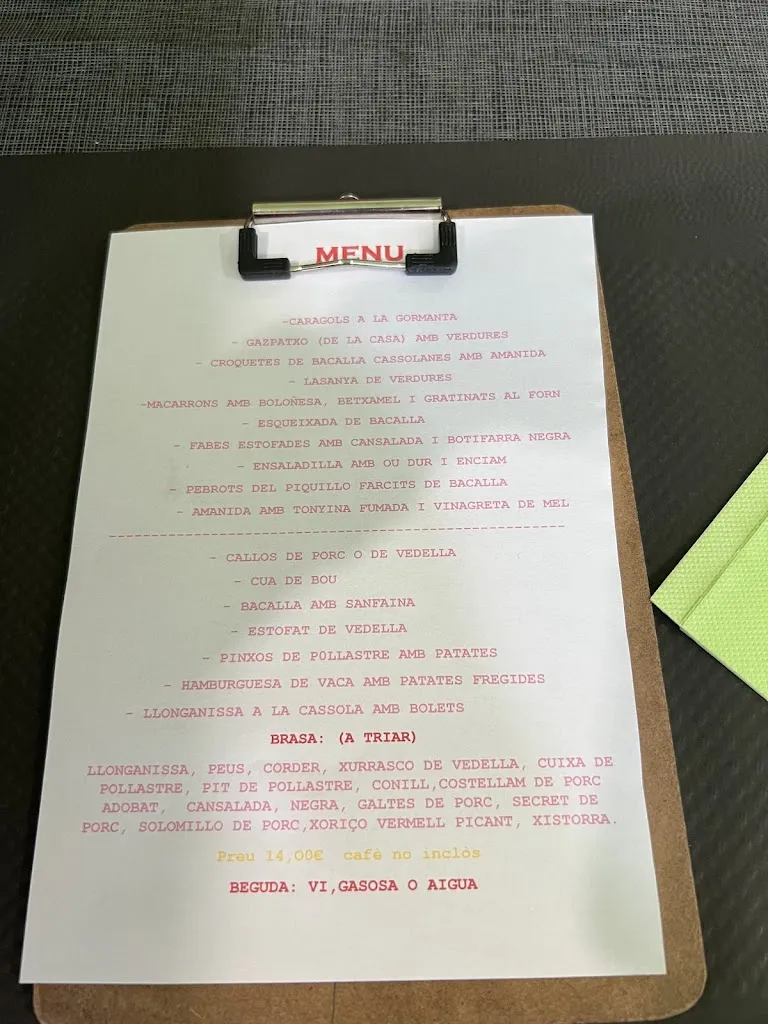 MENU
-CARAGOLS A LA GORMANTA
- GAZPATXO (DE LA CASA) AMB VERDURES
- CROQUETES DE BACALLA CASSOLANES AMB AMANIDA
- LASANYA DE VERDURES
-MACARRONS AMB BOLOÑESA, BETXAMEL I GRATINATS AL FORN
- ESQUEIXADA DE BACALLA
- FABES ESTOFADES AMB CANSALADA I BOTIFARRA NEGRA
- ENSALADILLA AMB OU DUR I ENCIAM
- PEBROTS DEL PIQUILLO FARCITS DE BACALLA
- AMANIDA AMB TONYINA FUMADA I VINAGRETA DE MEL
- CALLOS DE PORC O DE VEDELLA
- CUA DE BOU
- BACALLA AMB SANFAINA
- ESTOFAT DE VEDELLA
- PINXOS DE POLLASTRE AMB PATATES
- HAMBURGUESA DE VACA AMB PATATES FREGIDES
- LLONGANISSA A LA CASSOLA AMB BOLETS
BRASA: (A TRIAR)
LLONGANISSA, PEUS, CORDER, XURRASCO DE VEDELLA, CUIXA DE
POLLASTRE, PIT DE POLLASTRE, CONILL,COSTELLAM DE PORC
ADOBAT, CANSALADA, NEGRA, GALTES DE PORC, SECRET DE
PORC, SOLOMILLO DE PORC,XORIÇO VERMELL PICANT, XISTORRA.
Preu 14,00€ cafè no inclòs
BEGUDA: VI,GASOSA O AIGUA